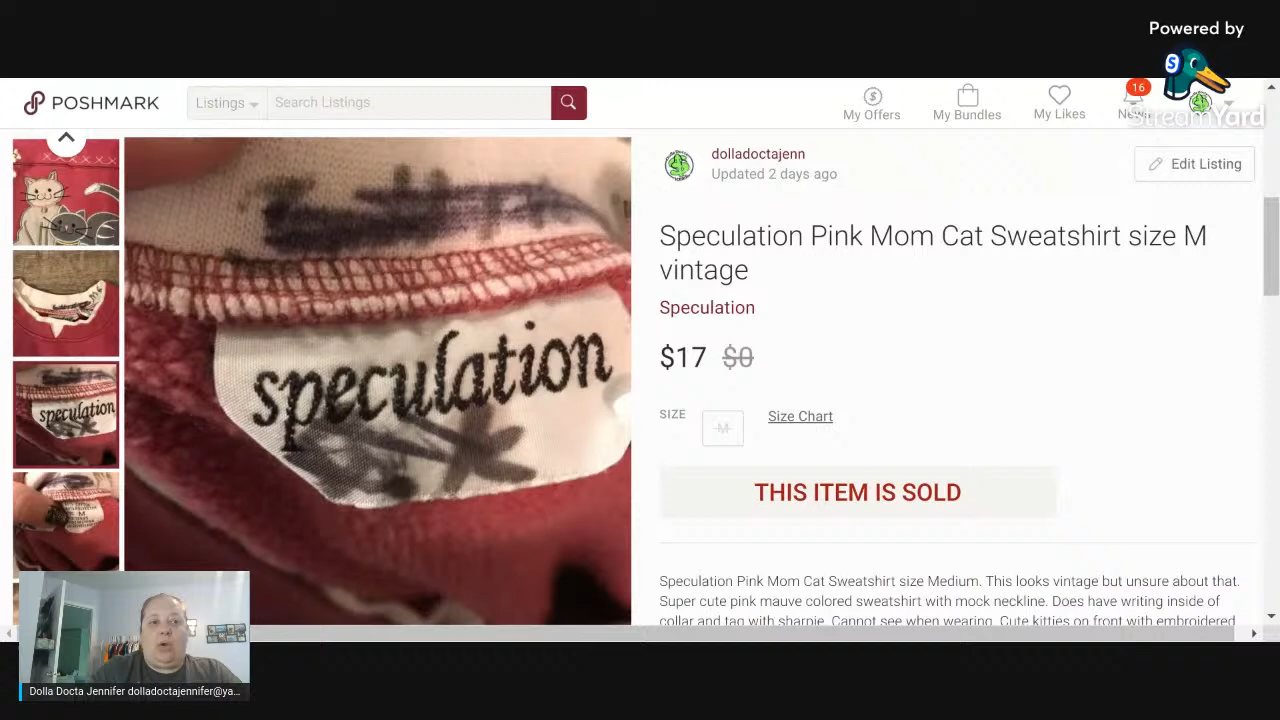 Powered by
StreamYard
POSHMARK
Listings
Search Listings
My Offers
My Bundles
My Likes
16
dolladoctajenn
Updated 2 days ago
Edit Listing
Speculation Pink Mom Cat Sweatshirt size M
vintage
Speculation
$17 $0
SIZE
M
Size Chart
THIS ITEM IS SOLD
Speculation Pink Mom Cat Sweatshirt size Medium. This looks vintage but unsure about that.
Super cute pink mauve colored sweatshirt with mock neckline. Does have writing inside of
collar and tag with sharpie. Cannot see when wearing. Cute kitties on front with embroidered
speculation
speculation
Dolla Docta Jennifer dolladoctajennifer@ya...